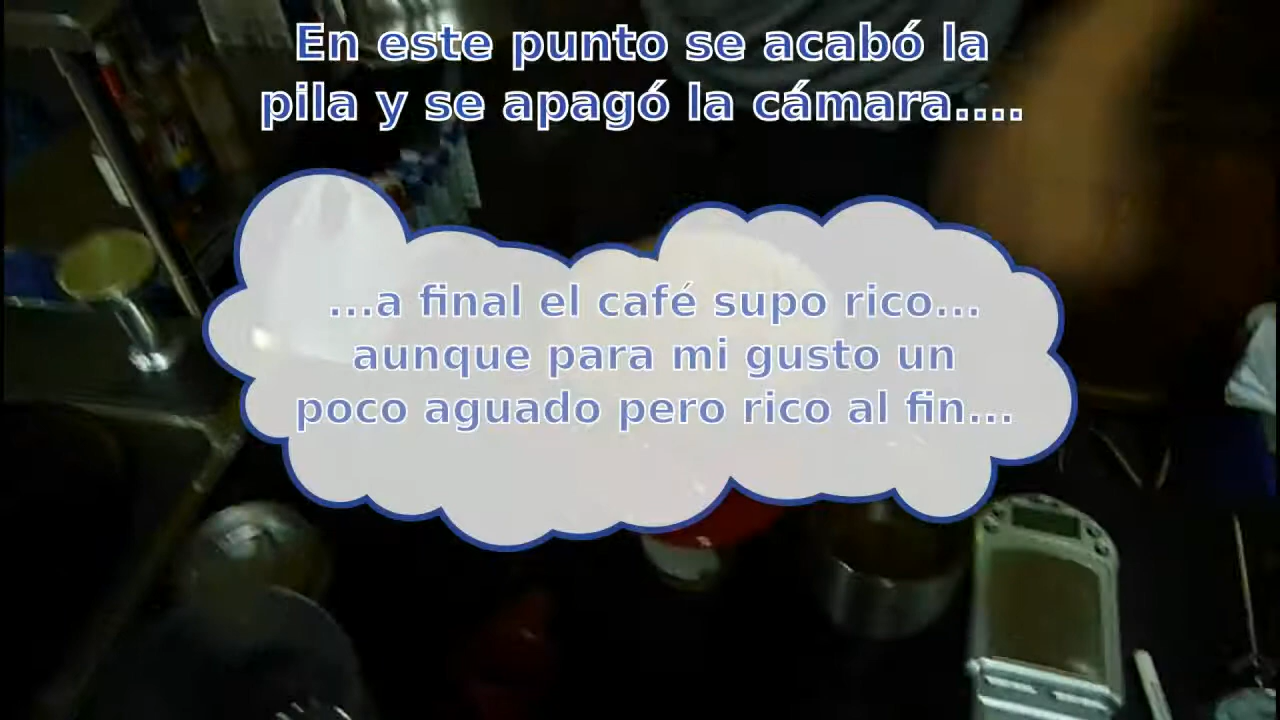 En este punto se acabó la
pila y se apagó la cámara....
...a final el café supo rico...
aunque para mi gusto un
poco aguado pero rico al fin...